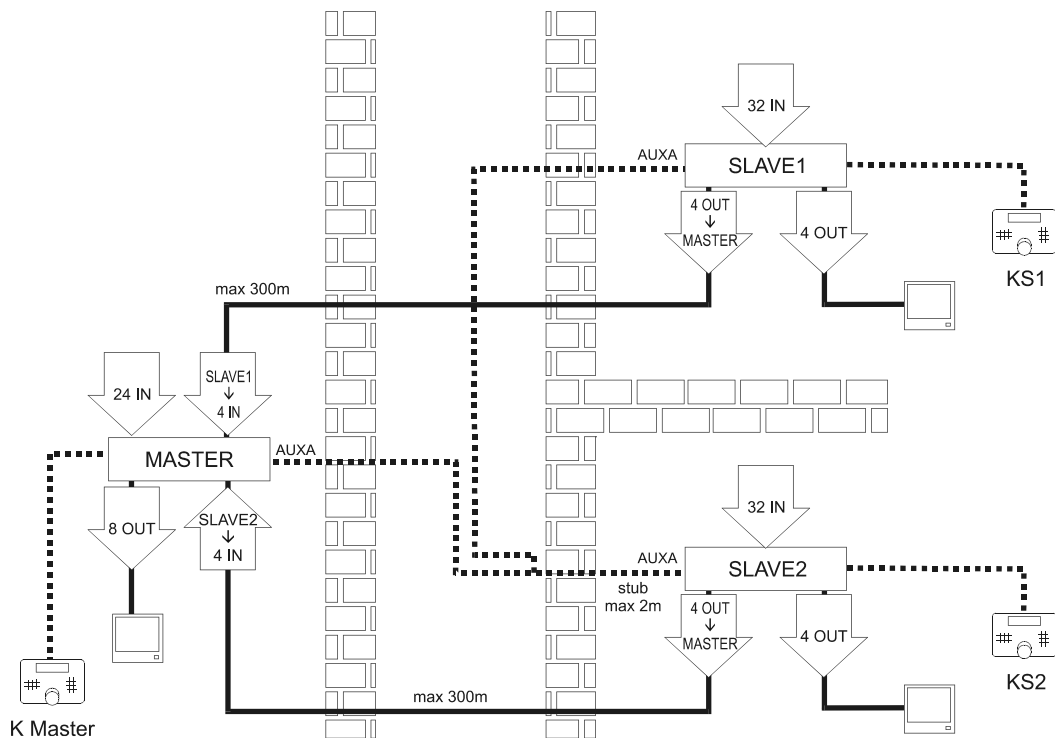 32 IN
AUXA
SLAVE1
4 OUT
↓
MASTER
4 OUT
KS1
max 300m
24 IN
SLAVE1
↓
4 IN
MASTER
AUXA
8 OUT
SLAVE2
↓
4 IN
K Master
32 IN
AUXA
SLAVE2
stub
max 2m
4 OUT
↓
MASTER
4 OUT
KS2
max 300m